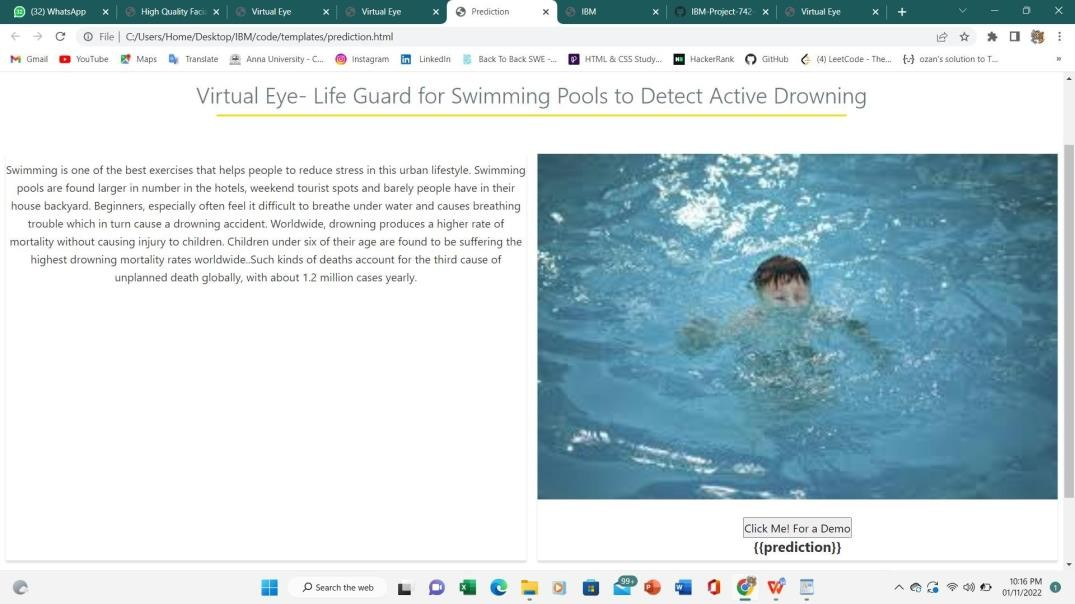 (32) WhatsApp
High Quality Faci
Virtual Eye
Virtual Eye
Prediction
IBM
IBM-Project-742
Virtual Eye
File | C:/Users/Home/Desktop/IBM/code/templates/prediction.html
Gmail
YouTube
Maps
Translate
Anna University - C...
Instagram
LinkedIn
Back To Back SWE -...
HTML & CSS Study...
HackerRank
GitHub
(4) LeetCode - The...
ozan's solution to T...
Virtual Eye- Life Guard for Swimming Pools to Detect Active Drowning
Swimming is one of the best exercises that helps people to reduce stress in this urban lifestyle. Swimming
pools are found larger in number in the hotels, weekend tourist spots and barely people have in their
house backyard. Beginners, especially often feel it difficult to breathe under water and causes breathing
trouble which in turn cause a drowning accident. Worldwide, drowning produces a higher rate of
mortality without causing injury to children. Children under six of their age are found to be suffering the
highest drowning mortality rates worldwide..Such kinds of deaths account for the third cause of
unplanned death globally, with about 1.2 million cases yearly.
Click Me! For a Demo
{{prediction}}
Search the web
99+
10:16 PM
01/11/2022
1